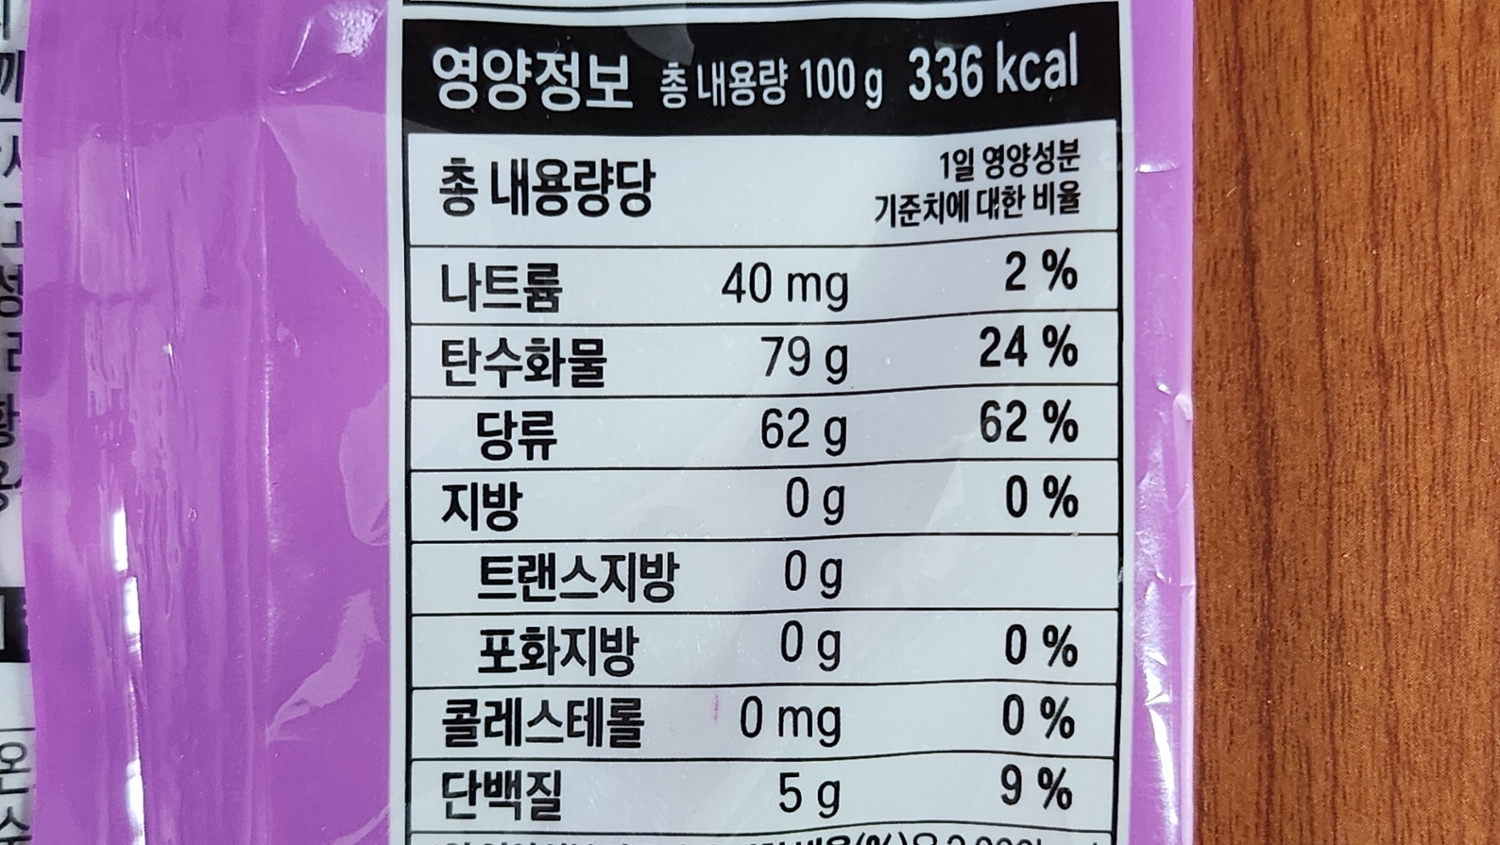 영양정보 총 내용량 100 g 336 kcal
총 내용량당 1일 영양성분
기준치에 대한 비율
나트륨 40 mg 2 %
탄수화물 79 g 24 %
당류 62 g 62 %
지방 0 g 0 %
트랜스지방 0 g
포화지방 0 g 0 %
콜레스테롤 0 mg 0 %
단백질 5 g 9 %